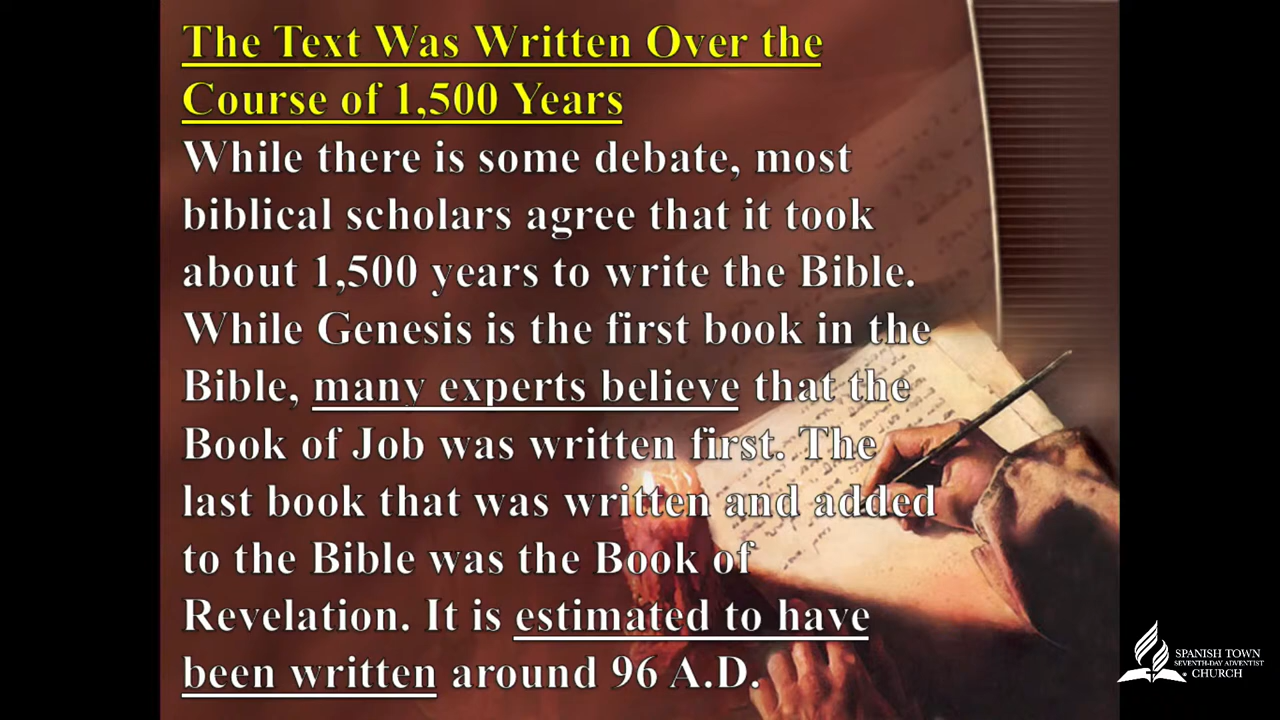 The Text Was Written Over the
Course of 1,500 Years
While there is some debate, most
biblical scholars agree that it took
about 1,500 years to write the Bible.
While Genesis is the first book in the
Bible, many experts believe that the
Book of Job was written first. The
last book that was written and added
to the Bible was the Book of
Revelation. It is estimated to have
been written around 96 A.D.
SPANISH TOWN
SEVENTH-DAY ADVENTIST
CHURCH